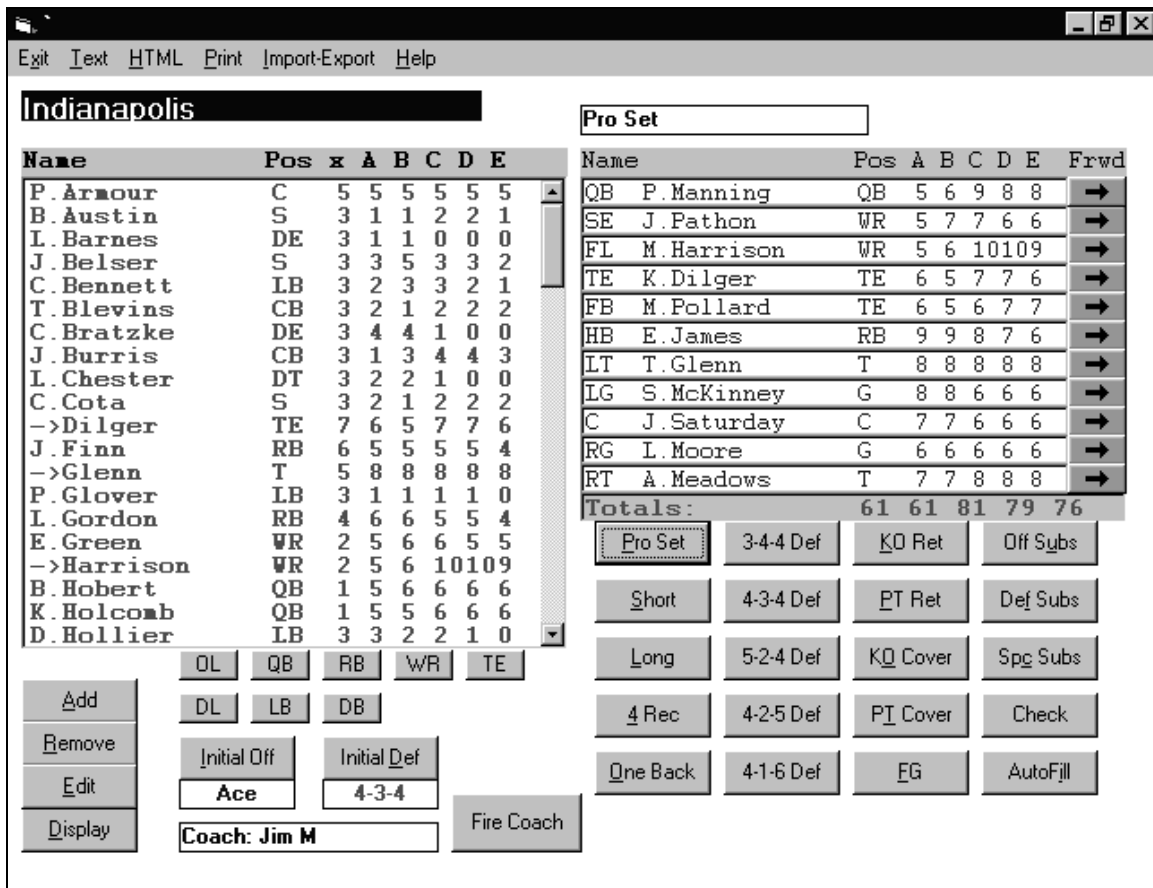 Exit Text HTML Print Import-Export Help
Indianapolis
Name Pos x A B C D E
P.Armour C 5 5 5 5 5 5
B.Austin S 3 1 1 2 2 1
L.Barnes DE 3 1 1 0 0 0
J.Belser S 3 3 5 3 3 2
C.Bennett LB 3 2 3 3 2 1
T.Blevins CB 3 2 1 2 2 2
C.Bratzke DE 3 4 4 1 0 0
J.Burris CB 3 1 3 4 4 3
L.Chester DT 3 2 2 1 0 0
C.Cota S 3 2 1 2 2 2
->Dilger TE 7 6 5 7 7 6
J.Finn RB 6 5 5 5 5 4
->Glenn T 5 8 8 8 8 8
P.Glover LB 3 1 1 1 1 0
L.Gordon RB 4 6 6 5 5 4
E.Green WR 2 5 6 6 5 5
->Harrison WR 2 5 6 10109
B.Hobert QB 1 5 6 6 6 6
K.Holcomb QB 1 5 5 6 6 6
D.Hollier LB 3 3 2 2 1 0
Pro Set
Name Pos A B C D E Frwd
QB P.Manning QB 5 6 9 8 8
SE J.Pathon WR 5 7 7 6 6
FL M.Harrison WR 5 6 10109
TE K.Dilger TE 6 5 7 7 6
FB M.Pollard TE 6 5 6 7 7
HB E.James RB 9 9 8 7 6
LT T.Glenn T 8 8 8 8 8
LG S.McKinney G 8 8 6 6 6
C J.Saturday C 7 7 6 6 6
RG L.Moore G 6 6 6 6 6
RT A.Meadows T 7 7 8 8 8
Totals: 61 61 81 79 76
Pro Set 3-4-4 Def KO Ret Off Subs
Short 4-3-4 Def PT Ret Def Subs
Long 5-2-4 Def KO Cover Spc Subs
4 Rec 4-2-5 Def PT Cover Check
One Back 4-1-6 Def FG AutoFill
OL QB RB WR TE
DL LB DB
Add
Remove
Edit
Display
Initial Off Initial Def
Ace 4-3-4
Coach: Jim M
Fire Coach